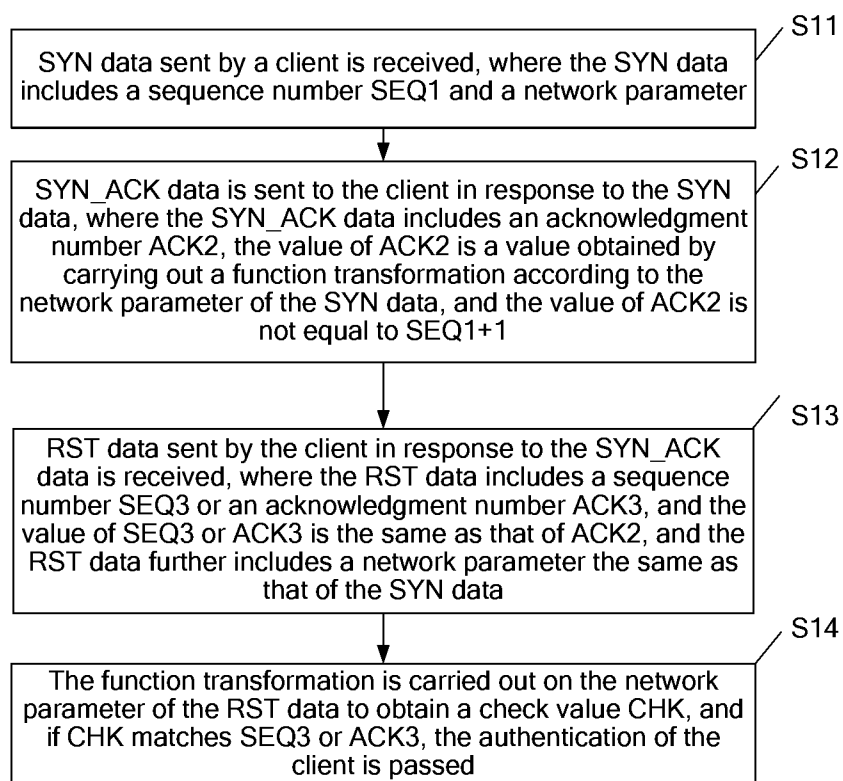 S11
SYN data sent by a client is received, where the SYN data
includes a sequence number SEQ1 and a network parameter
S12
SYN_ACK data is sent to the client in response to the SYN
data, where the SYN_ACK data includes an acknowledgment
number ACK2, the value of ACK2 is a value obtained by
carrying out a function transformation according to the
network parameter of the SYN data, and the value of ACK2 is
not equal to SEQ1+1
S13
RST data sent by the client in response to the SYN_ACK
data is received, where the RST data includes a sequence
number SEQ3 or an acknowledgment number ACK3, and the
value of SEQ3 or ACK3 is the same as that of ACK2, and the
RST data further includes a network parameter the same as
that of the SYN data
S14
The function transformation is carried out on the network
parameter of the RST data to obtain a check value CHK, and
if CHK matches SEQ3 or ACK3, the authentication of the
client is passed